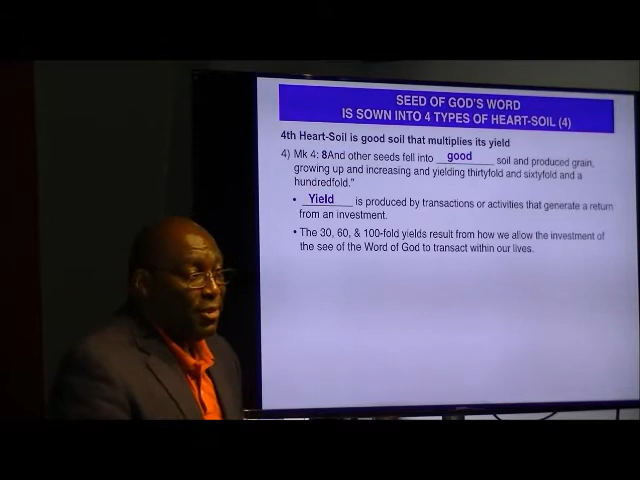 SEED OF GOD'S WORD
IS SOWN INTO 4 TYPES OF HEART-SOIL (4)
4th Heart-Soil is good soil that multiplies its yield
4) Mk 4: 8And other seeds fell into good soil and produced grain,
growing up and increasing and yielding thirtyfold and sixtyfold and a
hundredfold."
• Yield is produced by transactions or activities that generate a return
from an investment.
• The 30, 60, & 100-fold yields result from how we allow the investment of
the see of the Word of God to transact within our lives.